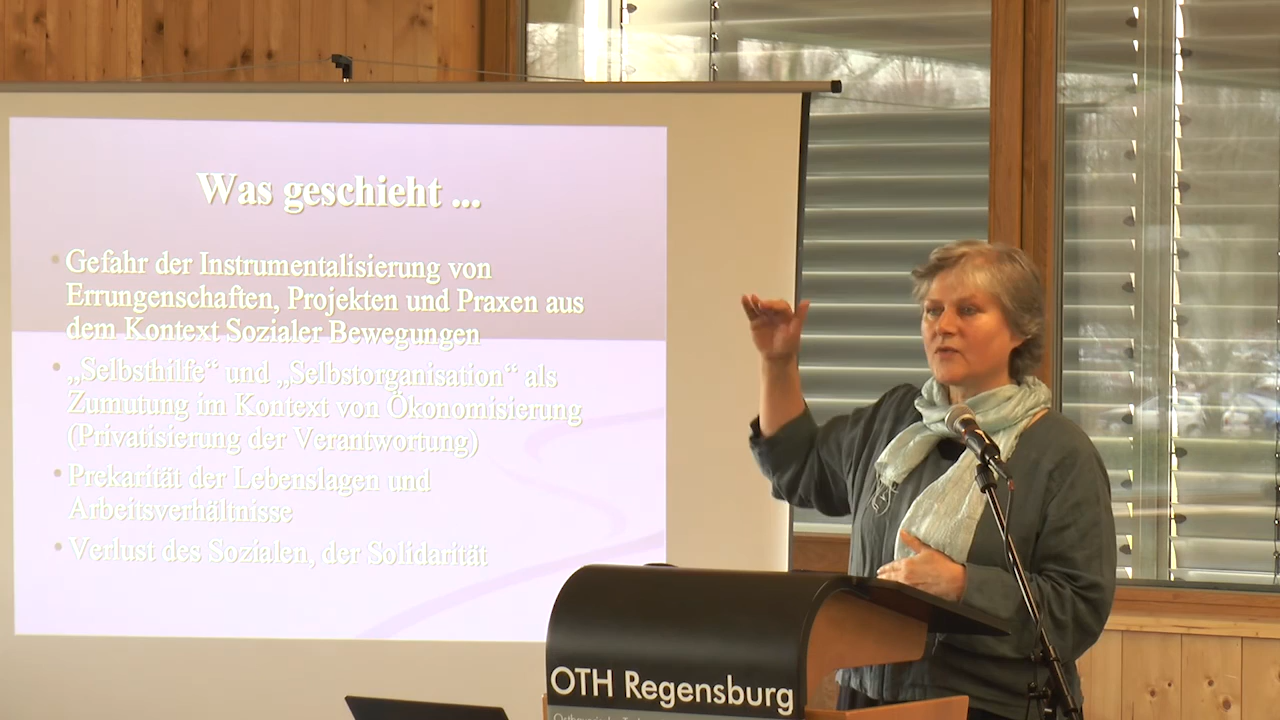 Was geschieht ...
• Gefahr der Instrumentalisierung von
Errungenschaften, Projekten und Praxen aus
dem Kontext Sozialer Bewegungen
• „Selbsthilfe“ und „Selbstorganisation“ als
Zumutung im Kontext von Ökonomisierung
(Privatisierung der Verantwortung)
• Prekarität der Lebenslagen und
Arbeitsverhältnisse
• Verlust des Sozialen, der Solidarität
OTH Regensburg